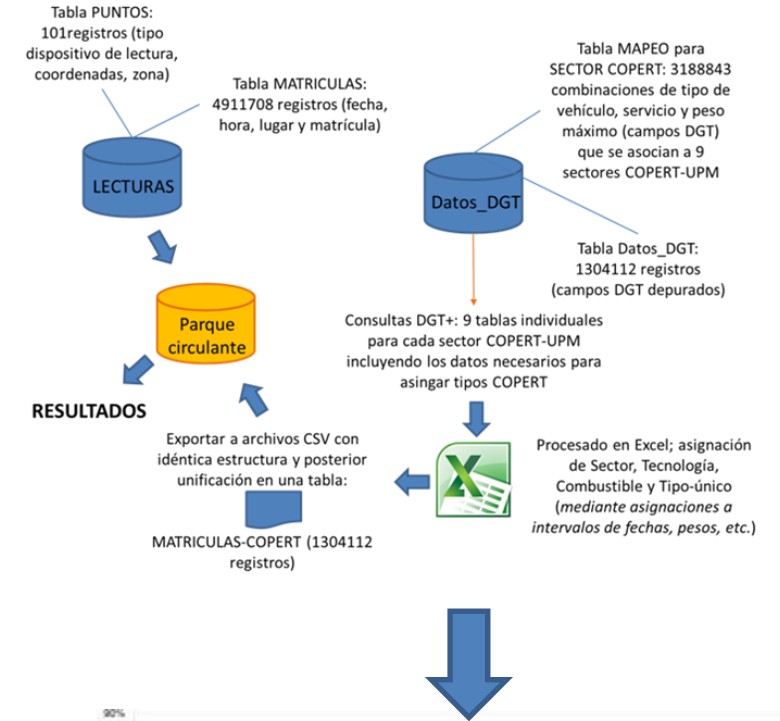 Tabla PUNTOS:
101registros (tipo
dispositivo de lectura,
coordenadas, zona)
Tabla MATRICULAS:
4911708 registros (fecha,
hora, lugar y matrícula)
LECTURAS
Tabla MAPEO para
SECTOR COPERT: 3188843
combinaciones de tipo de
vehículo, servicio y peso
máximo (campos DGT)
que se asocian a 9
sectores COPERT-UPM
Datos_DGT
Tabla Datos_DGT:
1304112 registros
(campos DGT depurados)
Parque
circulante
RESULTADOS
Consultas DGT+: 9 tablas individuales
para cada sector COPERT-UPM
incluyendo los datos necesarios para
asingar tipos COPERT
Procesado en Excel; asignación
de Sector, Tecnología,
Combustible y Tipo-único
(mediante asignaciones a
intervalos de fechas, pesos, etc.)
Exportar a archivos CSV con
idéntica estructura y posterior
unificación en una tabla:
MATRICULAS-COPERT (1304112
registros)
90%